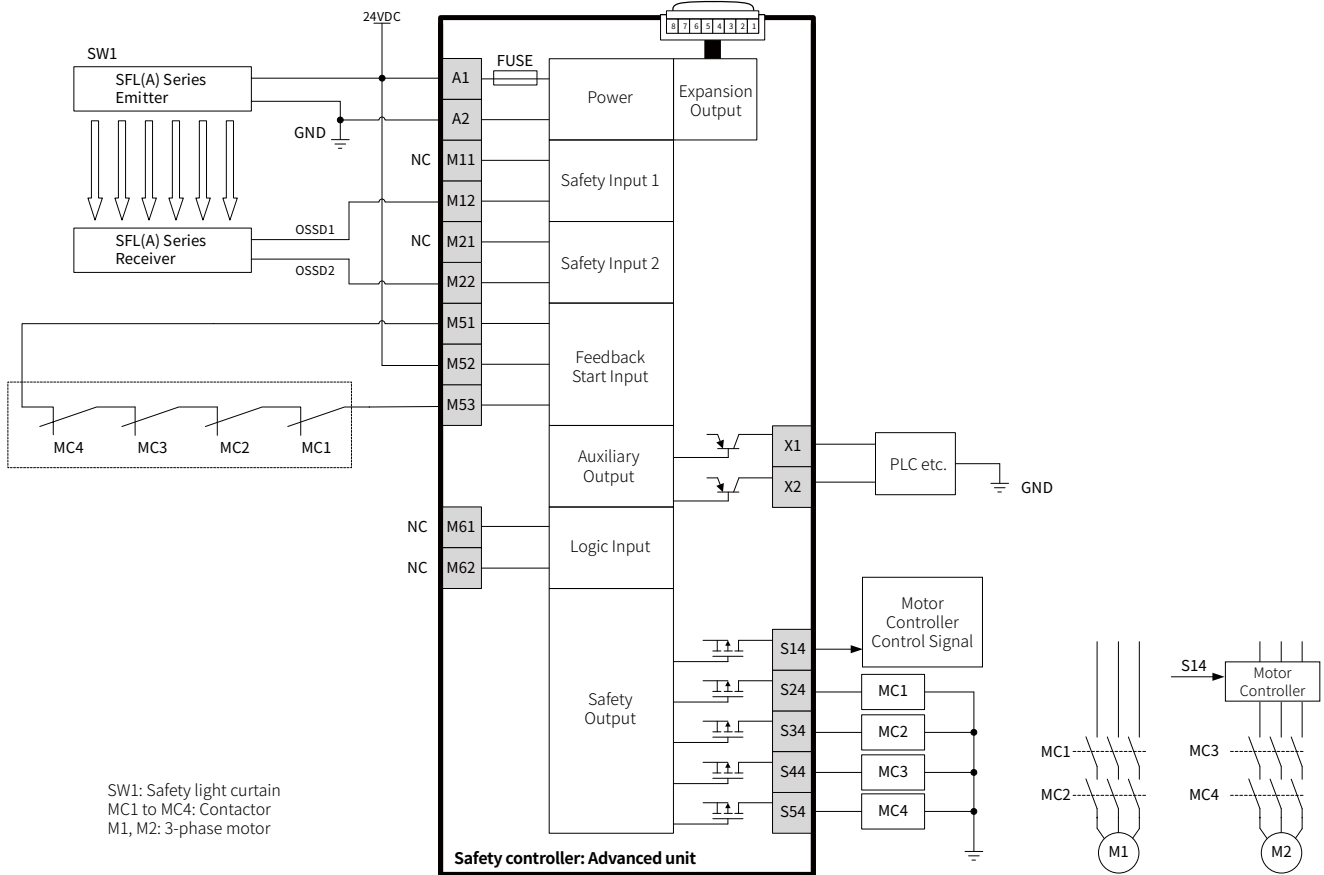 24VDC
8 7 6 5 4 3 2 1
SW1
SFL(A) Series
Emitter
A1
FUSE
Power
Expansion
Output
GND
A2
NC
M11
Safety Input 1
M12
OSSD1
SFL(A) Series
Receiver
NC
M21
Safety Input 2
OSSD2
M22
M51
Feedback
Start Input
M52
M53
MC4
MC3
MC2
MC1
Auxiliary
Output
X1
X2
PLC etc.
GND
NC
M61
Logic Input
NC
M62
Motor
Controller
Control Signal
Safety
Output
S14
S24
MC1
S34
MC2
S44
MC3
S54
MC4
S14
Motor
Controller
MC1
MC3
MC2
MC4
M1
M2
SW1: Safety light curtain
MC1 to MC4: Contactor
M1, M2: 3-phase motor
Safety controller: Advanced unit